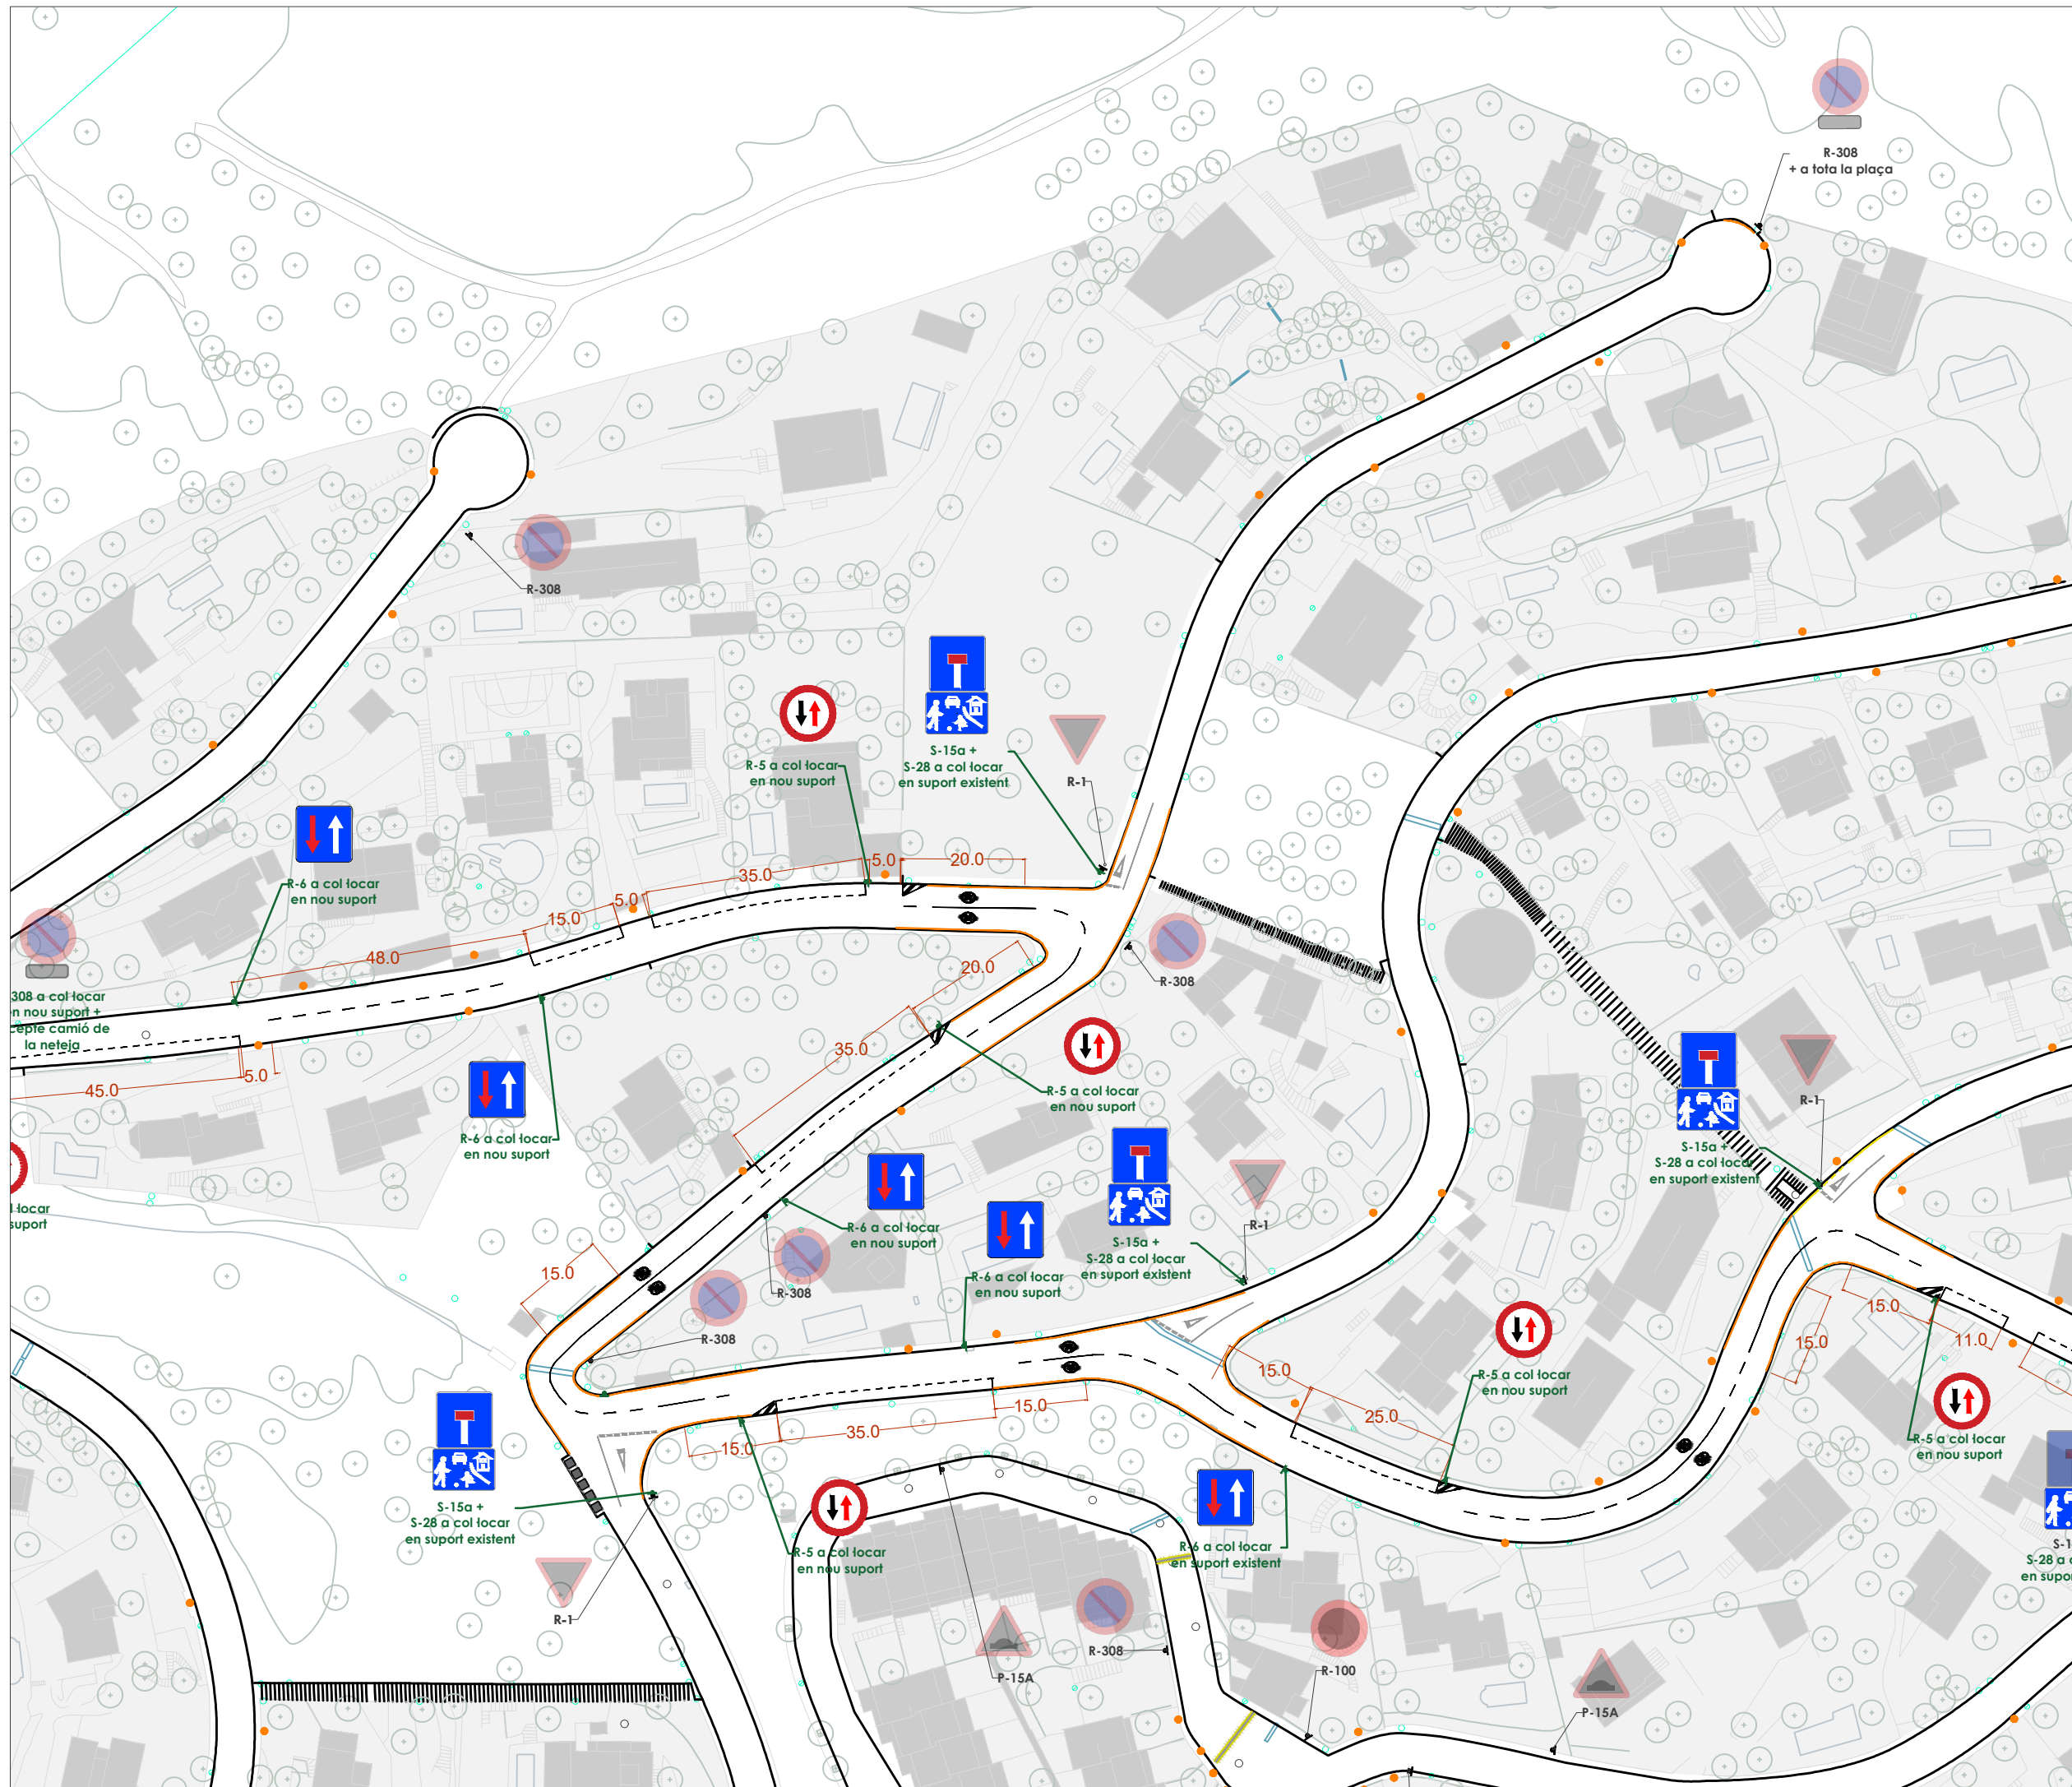 R-308
+ a tota la plaça
R-308
S-15a +
S-28 a col·locar
en suport existent
R-5 a col·locar
en nou suport
R-1
R-6 a col·locar
en nou suport
35.0
5.0
20.0
5.0
15.0
48.0
20.0
R-308
308 a col·locar
n nou suport +
cepte camió de
la neteja
45.0
5.0
35.0
R-5 a col·locar
en nou suport
R-6 a col·locar
en nou suport
R-1
S-15a +
S-28 a col·locar
en suport existent
l·locar
suport
R-6 a col·locar
en nou suport
R-1
S-15a +
S-28 a col·locar
en suport existent
15.0
R-308
R-6 a col·locar
en nou suport
R-308
15.0
15.0
11.0
15.0
R-5 a col·locar
en nou suport
15.0
25.0
15.0
35.0
R-5 a col·locar
en nou suport
S-15a +
S-28 a col·locar
en suport existent
R-5 a col·locar
en nou suport
R-6 a col·locar
en suport existent
S-1
S-28 a c
en supor
R-1
R-308
P-15A
R-100
P-15A